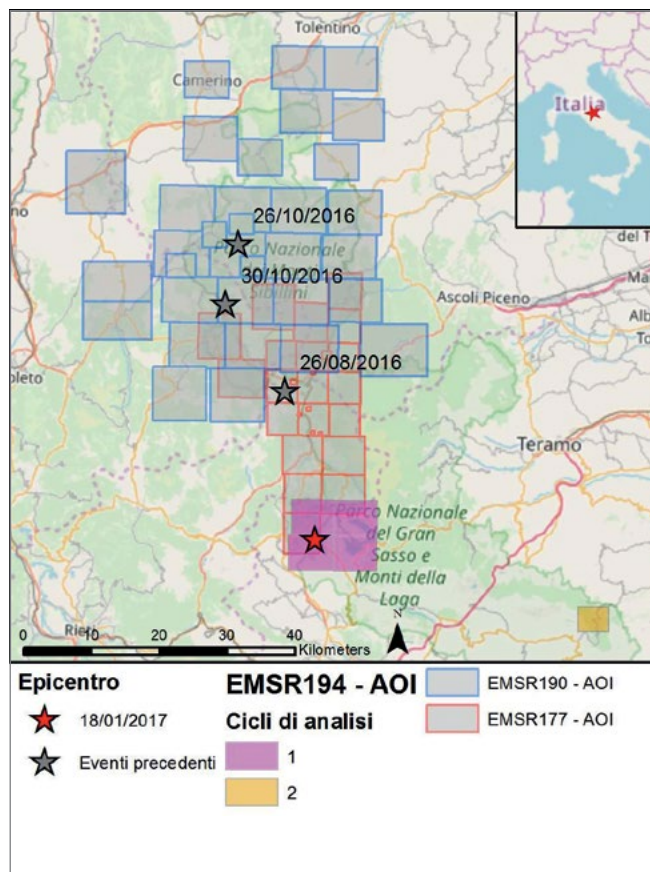 Tolentino
Camerino
Italia
26/10/2016
Parco Nazionale
30/10/2016
Sibillini
Ascoli Piceno
del T
Ma
Alb
To
oleto
no
26/08/2016
Teramo
Parco Nazionale
del Gran
Sasso e
Monti della
Laga
N
Rieti
0 10 20 30 40
Kilometers
Epicentro
18/01/2017
Eventi precedenti
EMSR194 - AOI
Cicli di analisi
1
2
EMSR190 - AOI
EMSR177 - AOI